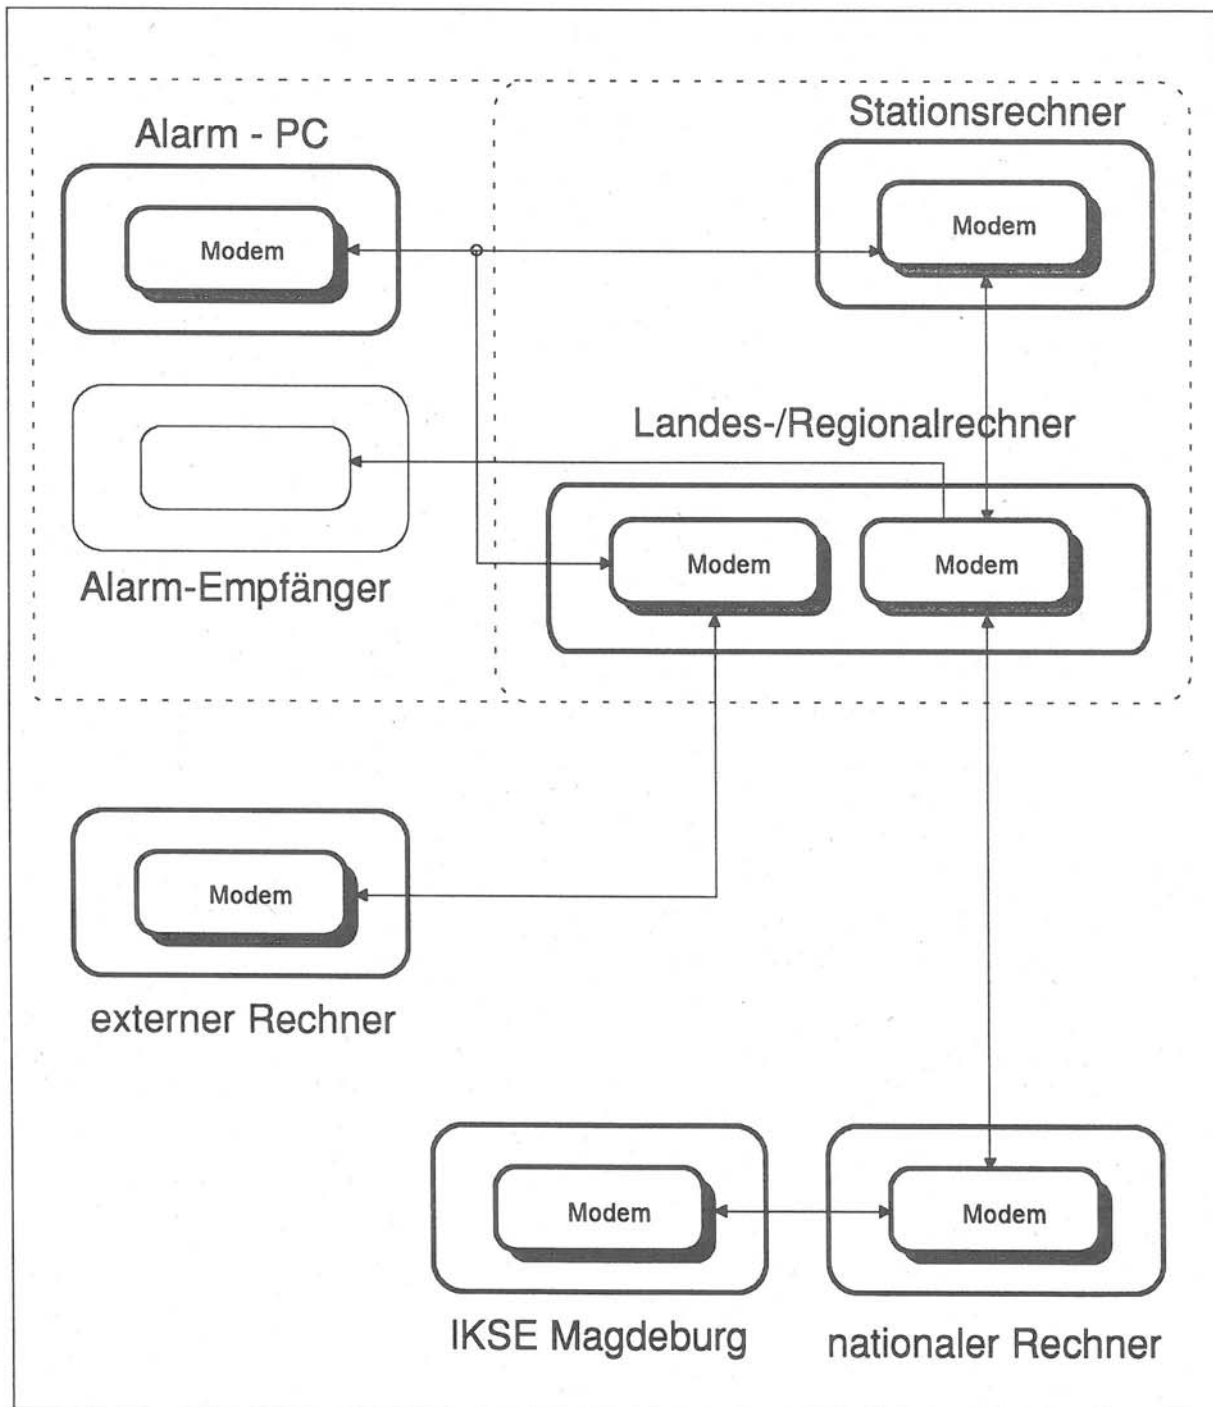 Stationsrechner
Alarm - PC
Modem
Modem
Landes-/Regionalrechner
Modem
Modem
Alarm-Empfänger
Modem
externer Rechner
Modem
Modem
IKSE Magdeburg
nationaler Rechner